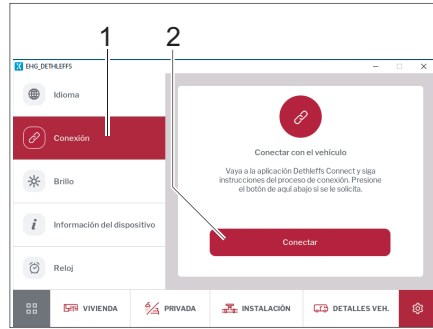 1
2
EHG_DETHLEFFS
Idioma
Conexión
Brillo
Información del dispositivo
Reloj
Conectar con el vehículo
Vaya a la aplicación Dethleffs Connect y siga
instrucciones del proceso de conexión. Presione
el botón de aquí abajo si se le solicita.
Conectar
VIVIENDA
PRIVADA
INSTALACIÓN
DETALLES VEH.